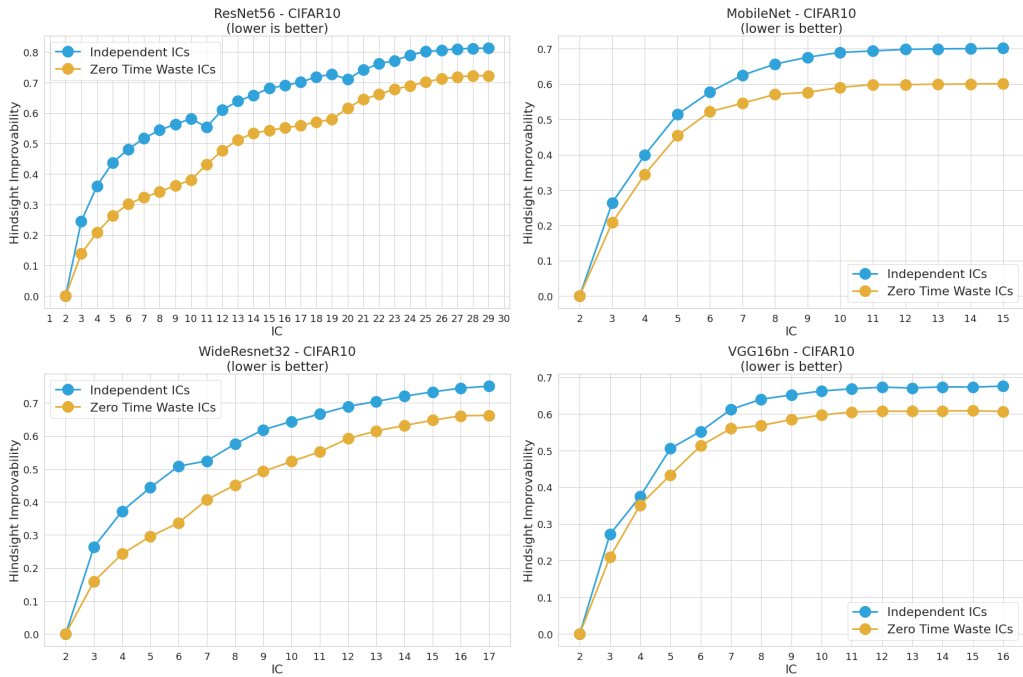 ResNet56 - CIFAR10
(lower is better)
Hindsight Improvability
0.8
0.7
0.6
0.5
0.4
0.3
0.2
0.1
0.0
Independent ICs
Zero Time Waste ICs
1 2 3 4 5 6 7 8 9 10 11 12 13 14 15 16 17 18 19 20 21 22 23 24 25 26 27 28 29 30
IC
MobileNet - CIFAR10
(lower is better)
Hindsight Improvability
0.7
0.6
0.5
0.4
0.3
0.2
0.1
0.0
Independent ICs
Zero Time Waste ICs
2 3 4 5 6 7 8 9 10 11 12 13 14 15
IC
WideResnet32 - CIFAR10
(lower is better)
Hindsight Improvability
0.7
0.6
0.5
0.4
0.3
0.2
0.1
0.0
Independent ICs
Zero Time Waste ICs
2 3 4 5 6 7 8 9 10 11 12 13 14 15 16 17
IC
VGG16bn - CIFAR10
(lower is better)
Hindsight Improvability
0.7
0.6
0.5
0.4
0.3
0.2
0.1
0.0
Independent ICs
Zero Time Waste ICs
2 3 4 5 6 7 8 9 10 11 12 13 14 15 16
IC